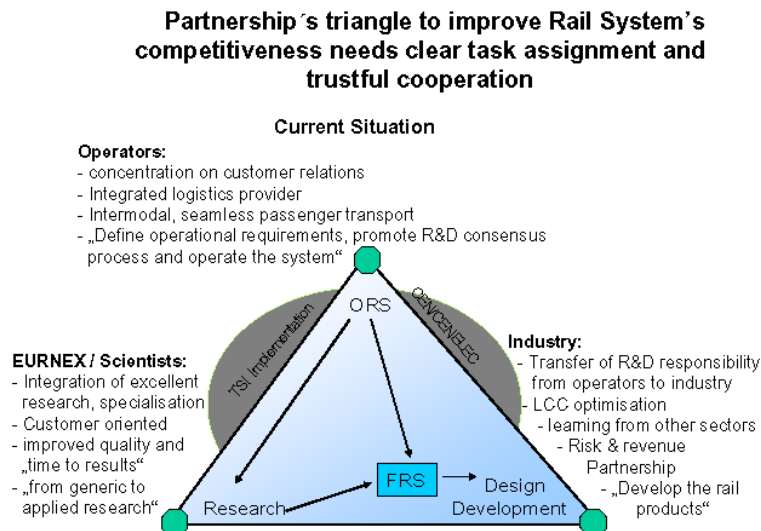 Partnership´s triangle to improve Rail System's
competitiveness needs clear task assignment and
trustful cooperation
Current Situation
Operators:
- concentration on customer relations
- Integrated logistics provider
- Intermodal, seamless passenger transport
- „Define operational requirements, promote R&D consensus
process and operate the system“
ORS
TSI Implementation
CEN/CENELEC
EURNEX / Scientists:
- Integration of excellent
research, specialisation
- Customer oriented
- improved quality and
„time to results“
- „from generic to
applied research“
Industry:
- Transfer of R&D responsibility
from operators to industry
- LCC optimisation
- learning from other sectors
- Risk & revenue
Partnership
- „Develop the rail
products“
FRS
Research
Design
Development